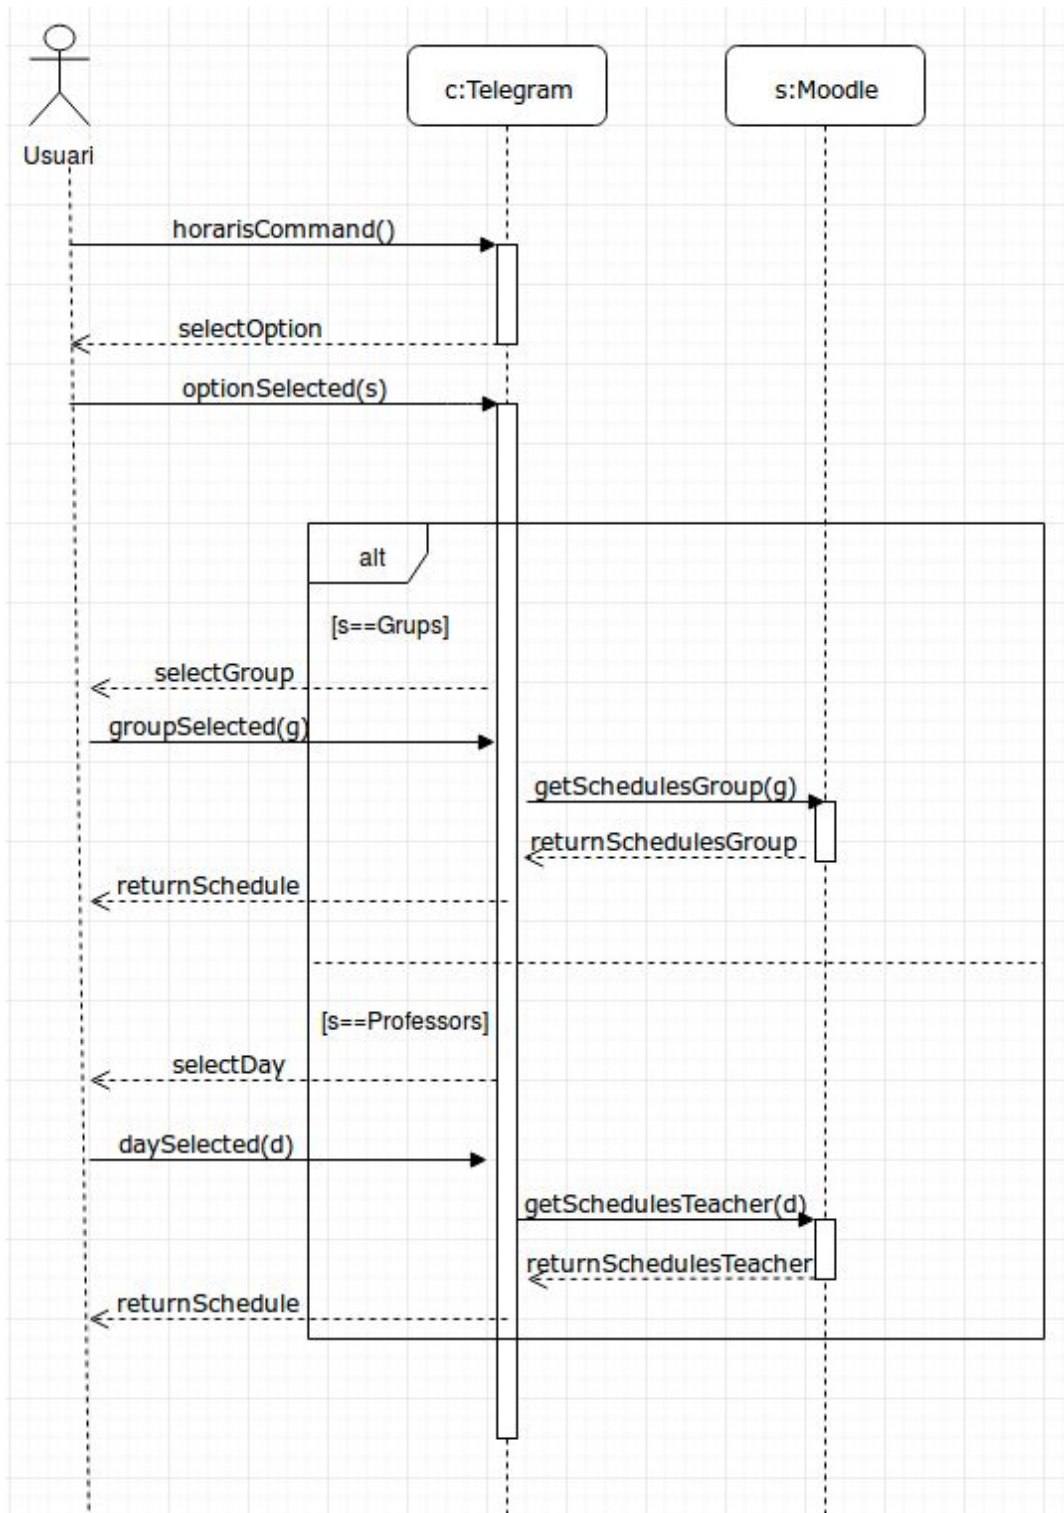 c:Telegram
s:Moodle
Usuari
horarisCommand()
selectOption
optionSelected(s)
alt
[s==Grups]
selectGroup
groupSelected(g)
getSchedulesGroup(g)
returnSchedulesGroup
returnSchedule
[s==Professors]
selectDay
daySelected(d)
getSchedulesTeacher(d)
returnSchedulesTeacher
returnSchedule